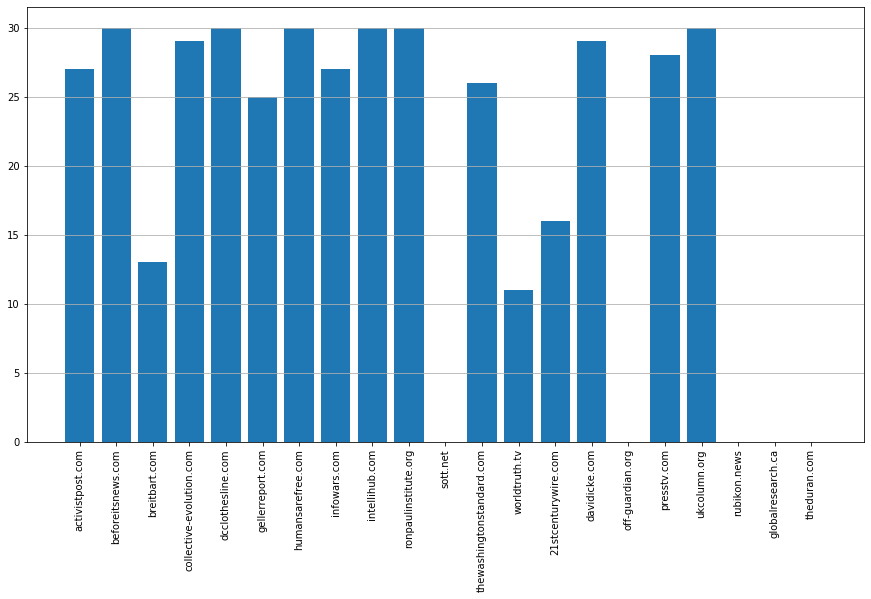 30
25
20
15
10
5
0
activistpost.com
beforeitsnews.com
breitbart.com
collective-evolution.com
dcclothesline.com
gellerreport.com
humansarefree.com
infowars.com
intellihub.com
ronpaulinstitute.org
sott.net
thewashingtonstandard.com
worldtruth.tv
21stcenturywire.com
davidicke.com
off-guardian.org
presstv.com
ukcolumn.org
rubikon.news
globalresearch.ca
theduran.com